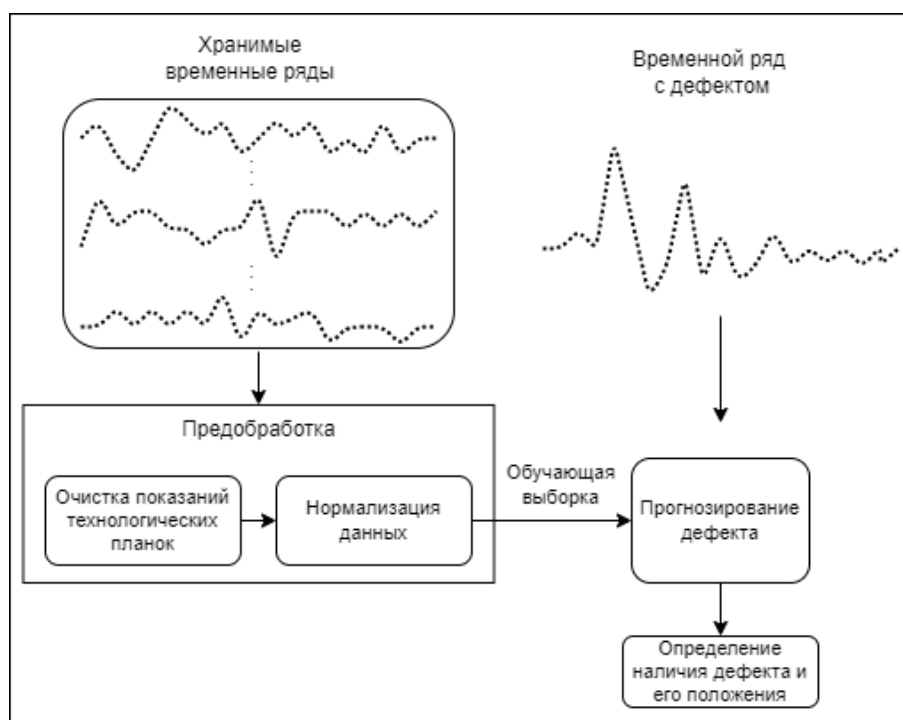 Хранимые
временные ряды
Временной ряд
с дефектом
Предобработка
Очистка показаний
технологических
планок
Нормализация
данных
Обучающая
выборка
Прогнозирование
дефекта
Определение
наличия дефекта и
его положения